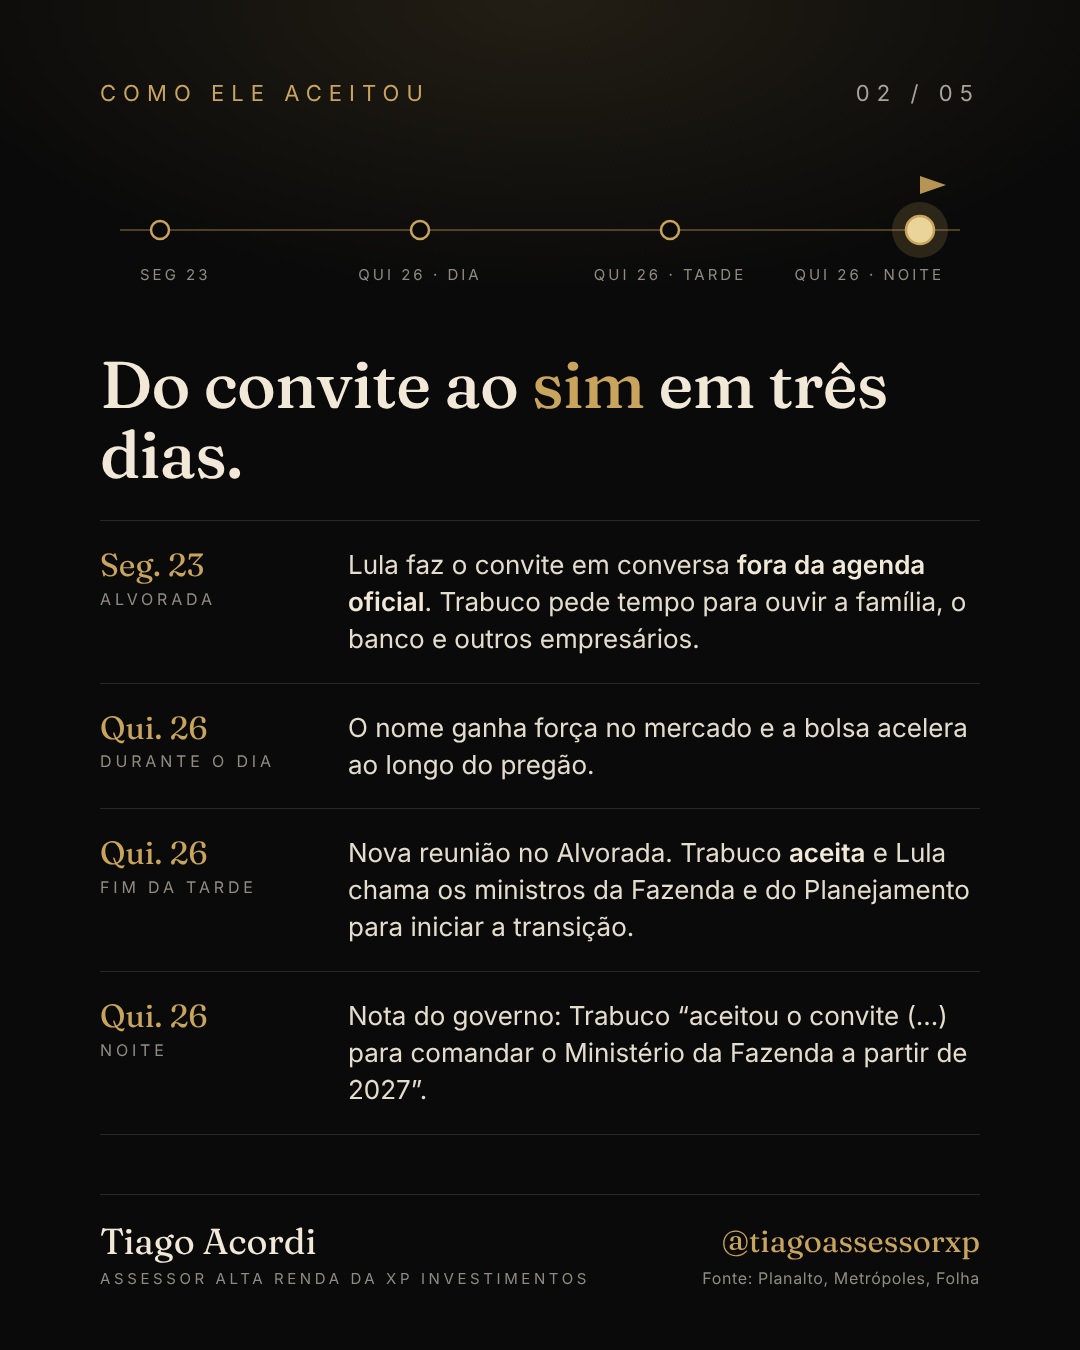 COMO ELE ACEITOU
02 / 05
SEG 23
QUI 26 · DIA
QUI 26 · TARDE
QUI 26 · NOITE
Do convite ao sim em três
dias.
Seg. 23
ALVORADA
Lula faz o convite em conversa fora da agenda
oficial. Trabuco pede tempo para ouvir a família, o
banco e outros empresários.
Qui. 26
DURANTE O DIA
O nome ganha força no mercado e a bolsa acelera
ao longo do pregão.
Qui. 26
FIM DA TARDE
Nova reunião no Alvorada. Trabuco aceita e Lula
chama os ministros da Fazenda e do Planejamento
para iniciar a transição.
Qui. 26
NOITE
Nota do governo: Trabuco “aceitou o convite (...)
para comandar o Ministério da Fazenda a partir de
2027”.
Tiago Acordi
ASSESSOR ALTA RENDA DA XP INVESTIMENTOS
@tiagoassessorxp
Fonte: Planalto, Metrópoles, Folha